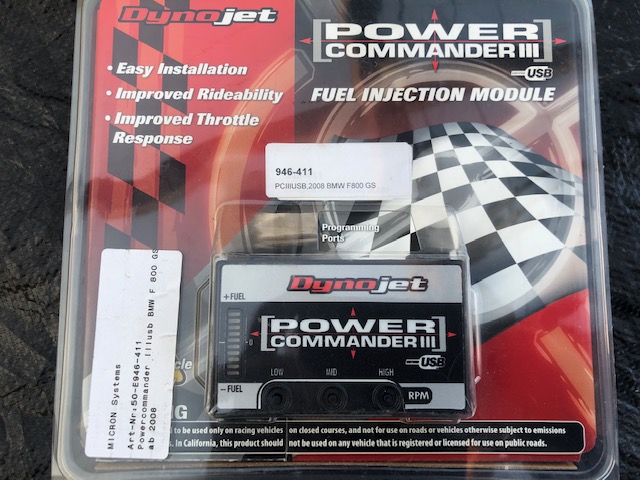 Dynojet
POWER
COMMANDER III
USB
• Easy Installation
• Improved Rideability
• Improved Throttle
Response
FUEL INJECTION MODULE
946-411
PCIIIUSB,2008 BMW F800 GS
Programming
Ports
Dynojet
+ FUEL
POWER
COMMANDER III
USB
LOW MID HIGH
– FUEL
RPM
MICRON Systems
Art-Nr:50-E946-411
Powercommander IIIusb BMW F 800 GS
ab 2008
to be used only on racing vehicles on closed courses, and not for use on roads or vehicles otherwise subject to emissions
In California, this product should not be used on any vehicle that is registered or licensed for use on public roads.